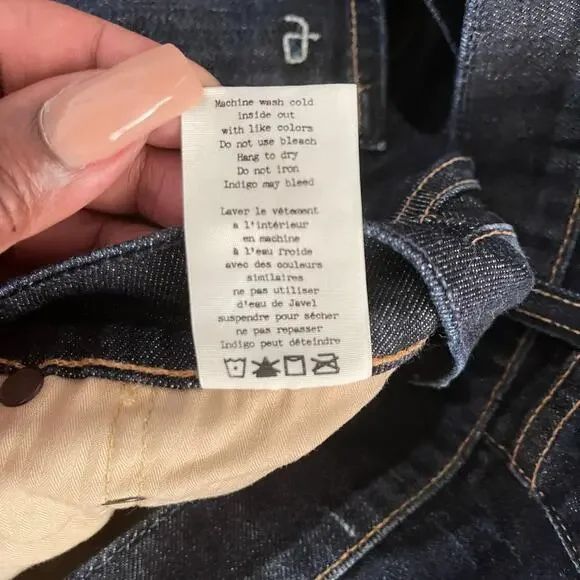 Machine wash cold
inside out
with like colors
Do not use bleach
Hang to dry
Do not iron
Indigo may bleed
Laver le vêtement
a l'intérieur
en machine
à l'eau froide
avec des couleurs
similaires
ne pas utiliser
d'eau de Javel
suspendre pour sécher
ne pas repasser
Indigo peut déteindre